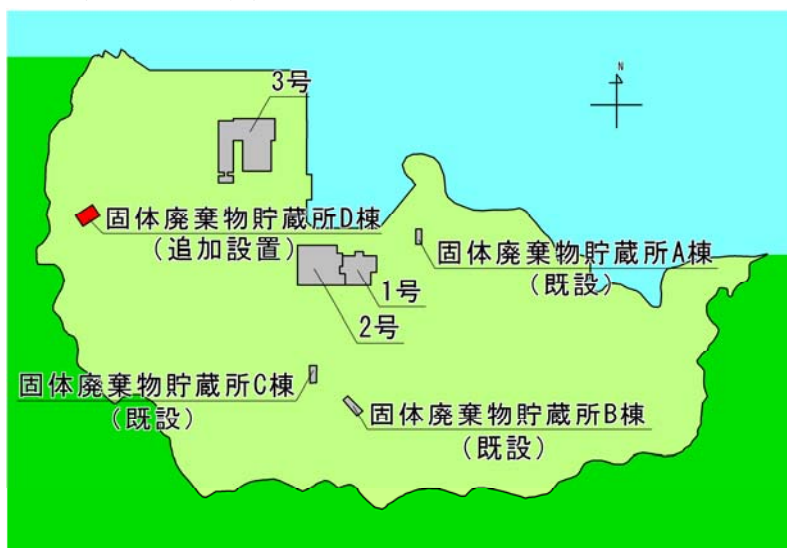 N
3号
固体廃棄物貯蔵所D棟
（追加設置）
固体廃棄物貯蔵所A棟
（既設）
1号
2号
固体廃棄物貯蔵所C棟
（既設）
固体廃棄物貯蔵所B棟
（既設）